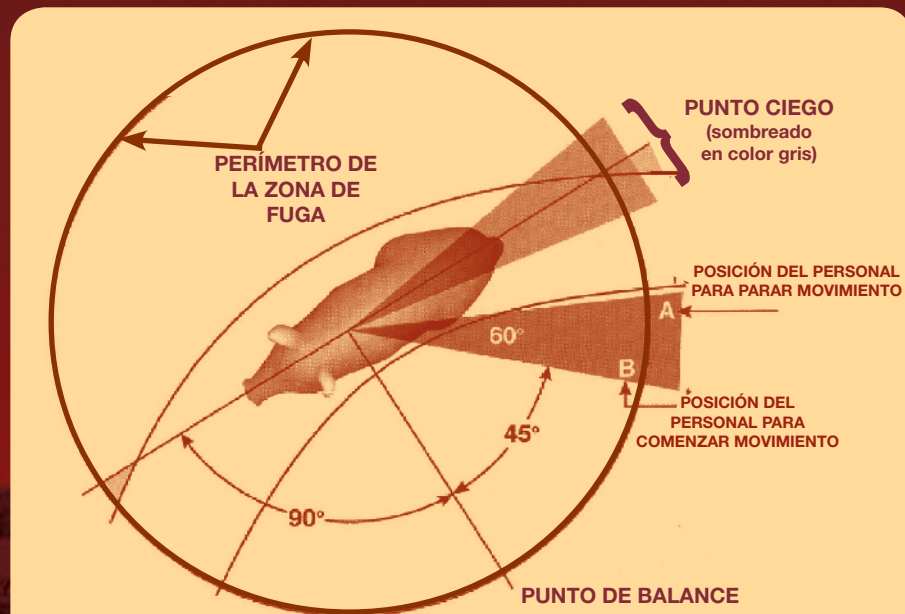 PUNTO CIEGO
(sombreado
en color gris)
PERÍMETRO DE
LA ZONA DE
FUGA
POSICIÓN DEL PERSONAL
PARA PARAR MOVIMIENTO
A
60°
B
POSICIÓN DEL
PERSONAL PARA
COMENZAR MOVIMIENTO
45°
90°
PUNTO DE BALANCE